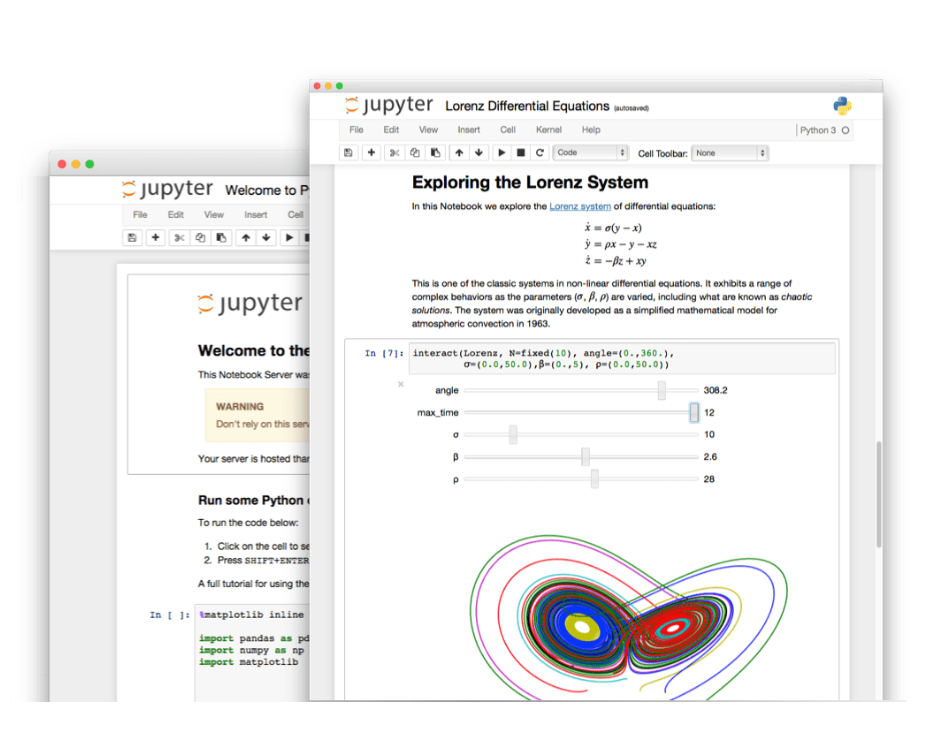 jupyter Lorenz Differential Equations (autosaved)
File Edit View Insert Cell Kernel Help Python 3
Code Cell Toolbar: None
Exploring the Lorenz System
In this Notebook we explore the Lorenz system of differential equations:
ẋ = σ(y − x)
ẏ = ρx − y − xz
ż = −βz + xy
This is one of the classic systems in non-linear differential equations. It exhibits a range of
complex behaviors as the parameters (σ, β, ρ) are varied, including what are known as chaotic
solutions. The system was originally developed as a simplified mathematical model for
atmospheric convection in 1963.
In [7]: interact(Lorenz, N=fixed(10), angle=(0.,360.),
σ=(0.0,50.0),β=(0.,5), ρ=(0.0,50.0))
angle 308.2
max_time 12
σ 10
β 2.6
ρ 28
jupyter Welcome to P
File Edit View Insert Cell
jupyter
Welcome to the
This Notebook Server was
WARNING
Don't rely on this serv
Your server is hosted than
Run some Python
To run the code below:
1. Click on the cell to se
2. Press SHIFT+ENTER
A full tutorial for using the
In [ ]: %matplotlib inline
import pandas as pd
import numpy as np
import matplotlib